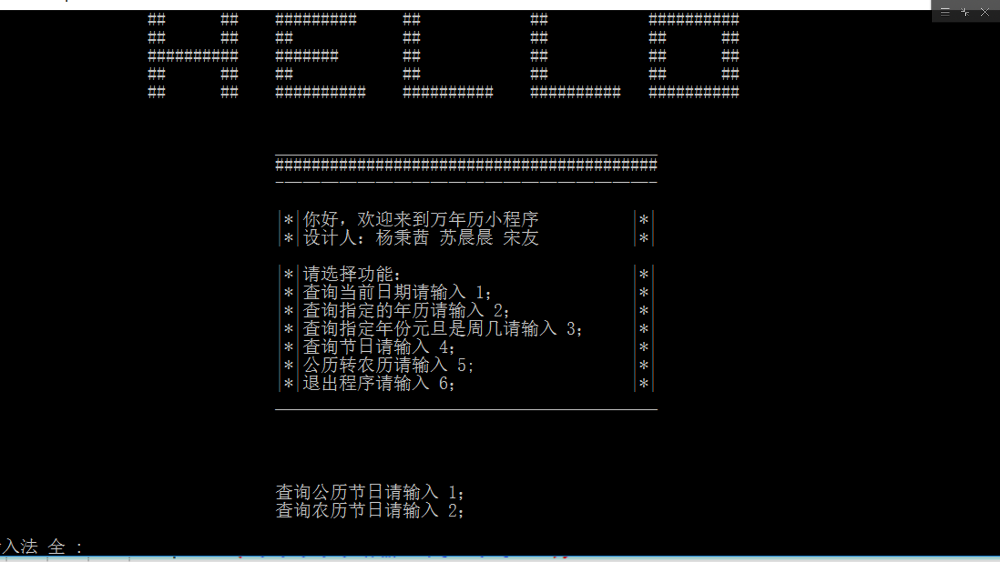 ##      ##    #########     ##            ##           ##########
##      ##    ##            ##            ##           ##      ##
##########    #######       ##            ##           ##      ##
##      ##    ##            ##            ##           ##      ##
##      ##    ##########    ##########    ##########   ##########
##########################################
|*|你好，欢迎来到万年历小程序 |*|
|*|设计人：杨秉茜 苏晨晨 宋友 |*|
|*|请选择功能： |*|
|*|查询当前日期请输入 1； |*|
|*|查询指定的年历请输入 2； |*|
|*|查询指定年份元旦是周几请输入 3； |*|
|*|查询节日请输入 4； |*|
|*|公历转农历请输入 5; |*|
|*|退出程序请输入 6； |*|
查询公历节日请输入 1；
查询农历节日请输入 2；
入法 全 :